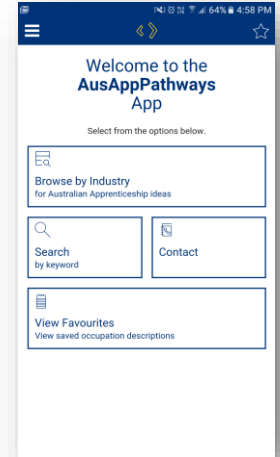 64% 4:58 PM
Welcome to the
AusAppPathways
App
Select from the options below.
Browse by Industry
for Australian Apprenticeship ideas
Search
by keyword
Contact
View Favourites
View saved occupation descriptions